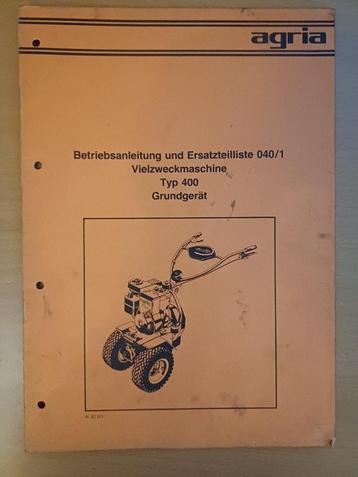 agria
Betriebsanleitung und Ersatzteilliste 040/1
Vielzweckmaschine
Typ 400
Grundgerät